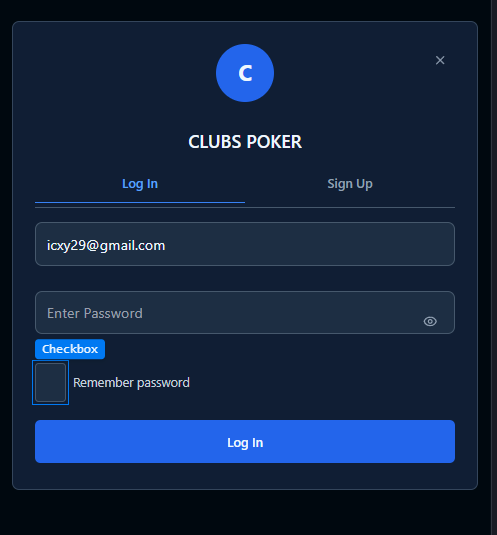 C
CLUBS POKER
Log In
Sign Up
icxy29@gmail.com
Enter Password
Checkbox
Remember password
Log In